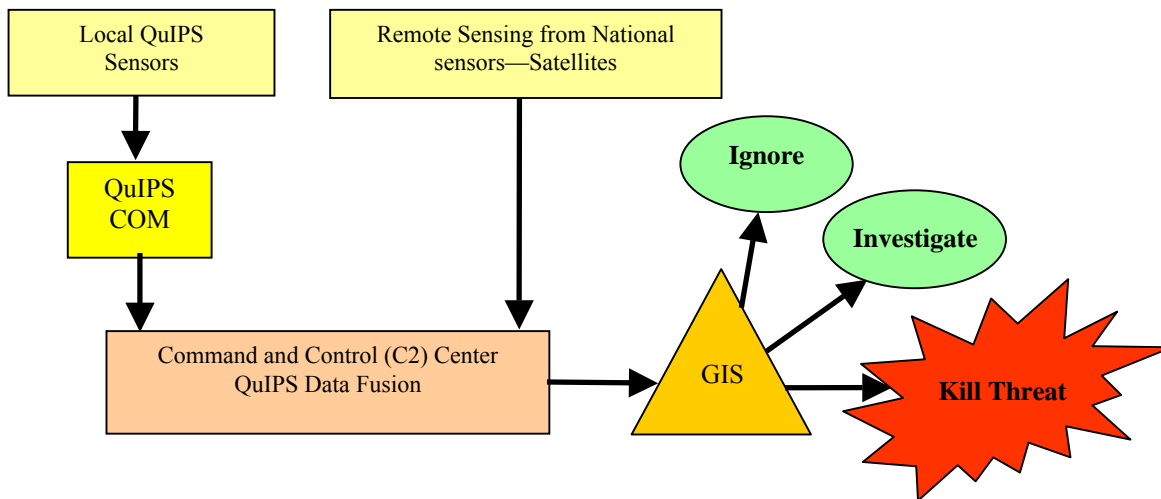 Local QuIPS
Sensors
Remote Sensing from National
sensors—Satellites
QuIPS
COM
Ignore
Investigate
Command and Control (C2) Center
QuIPS Data Fusion
GIS
Kill Threat